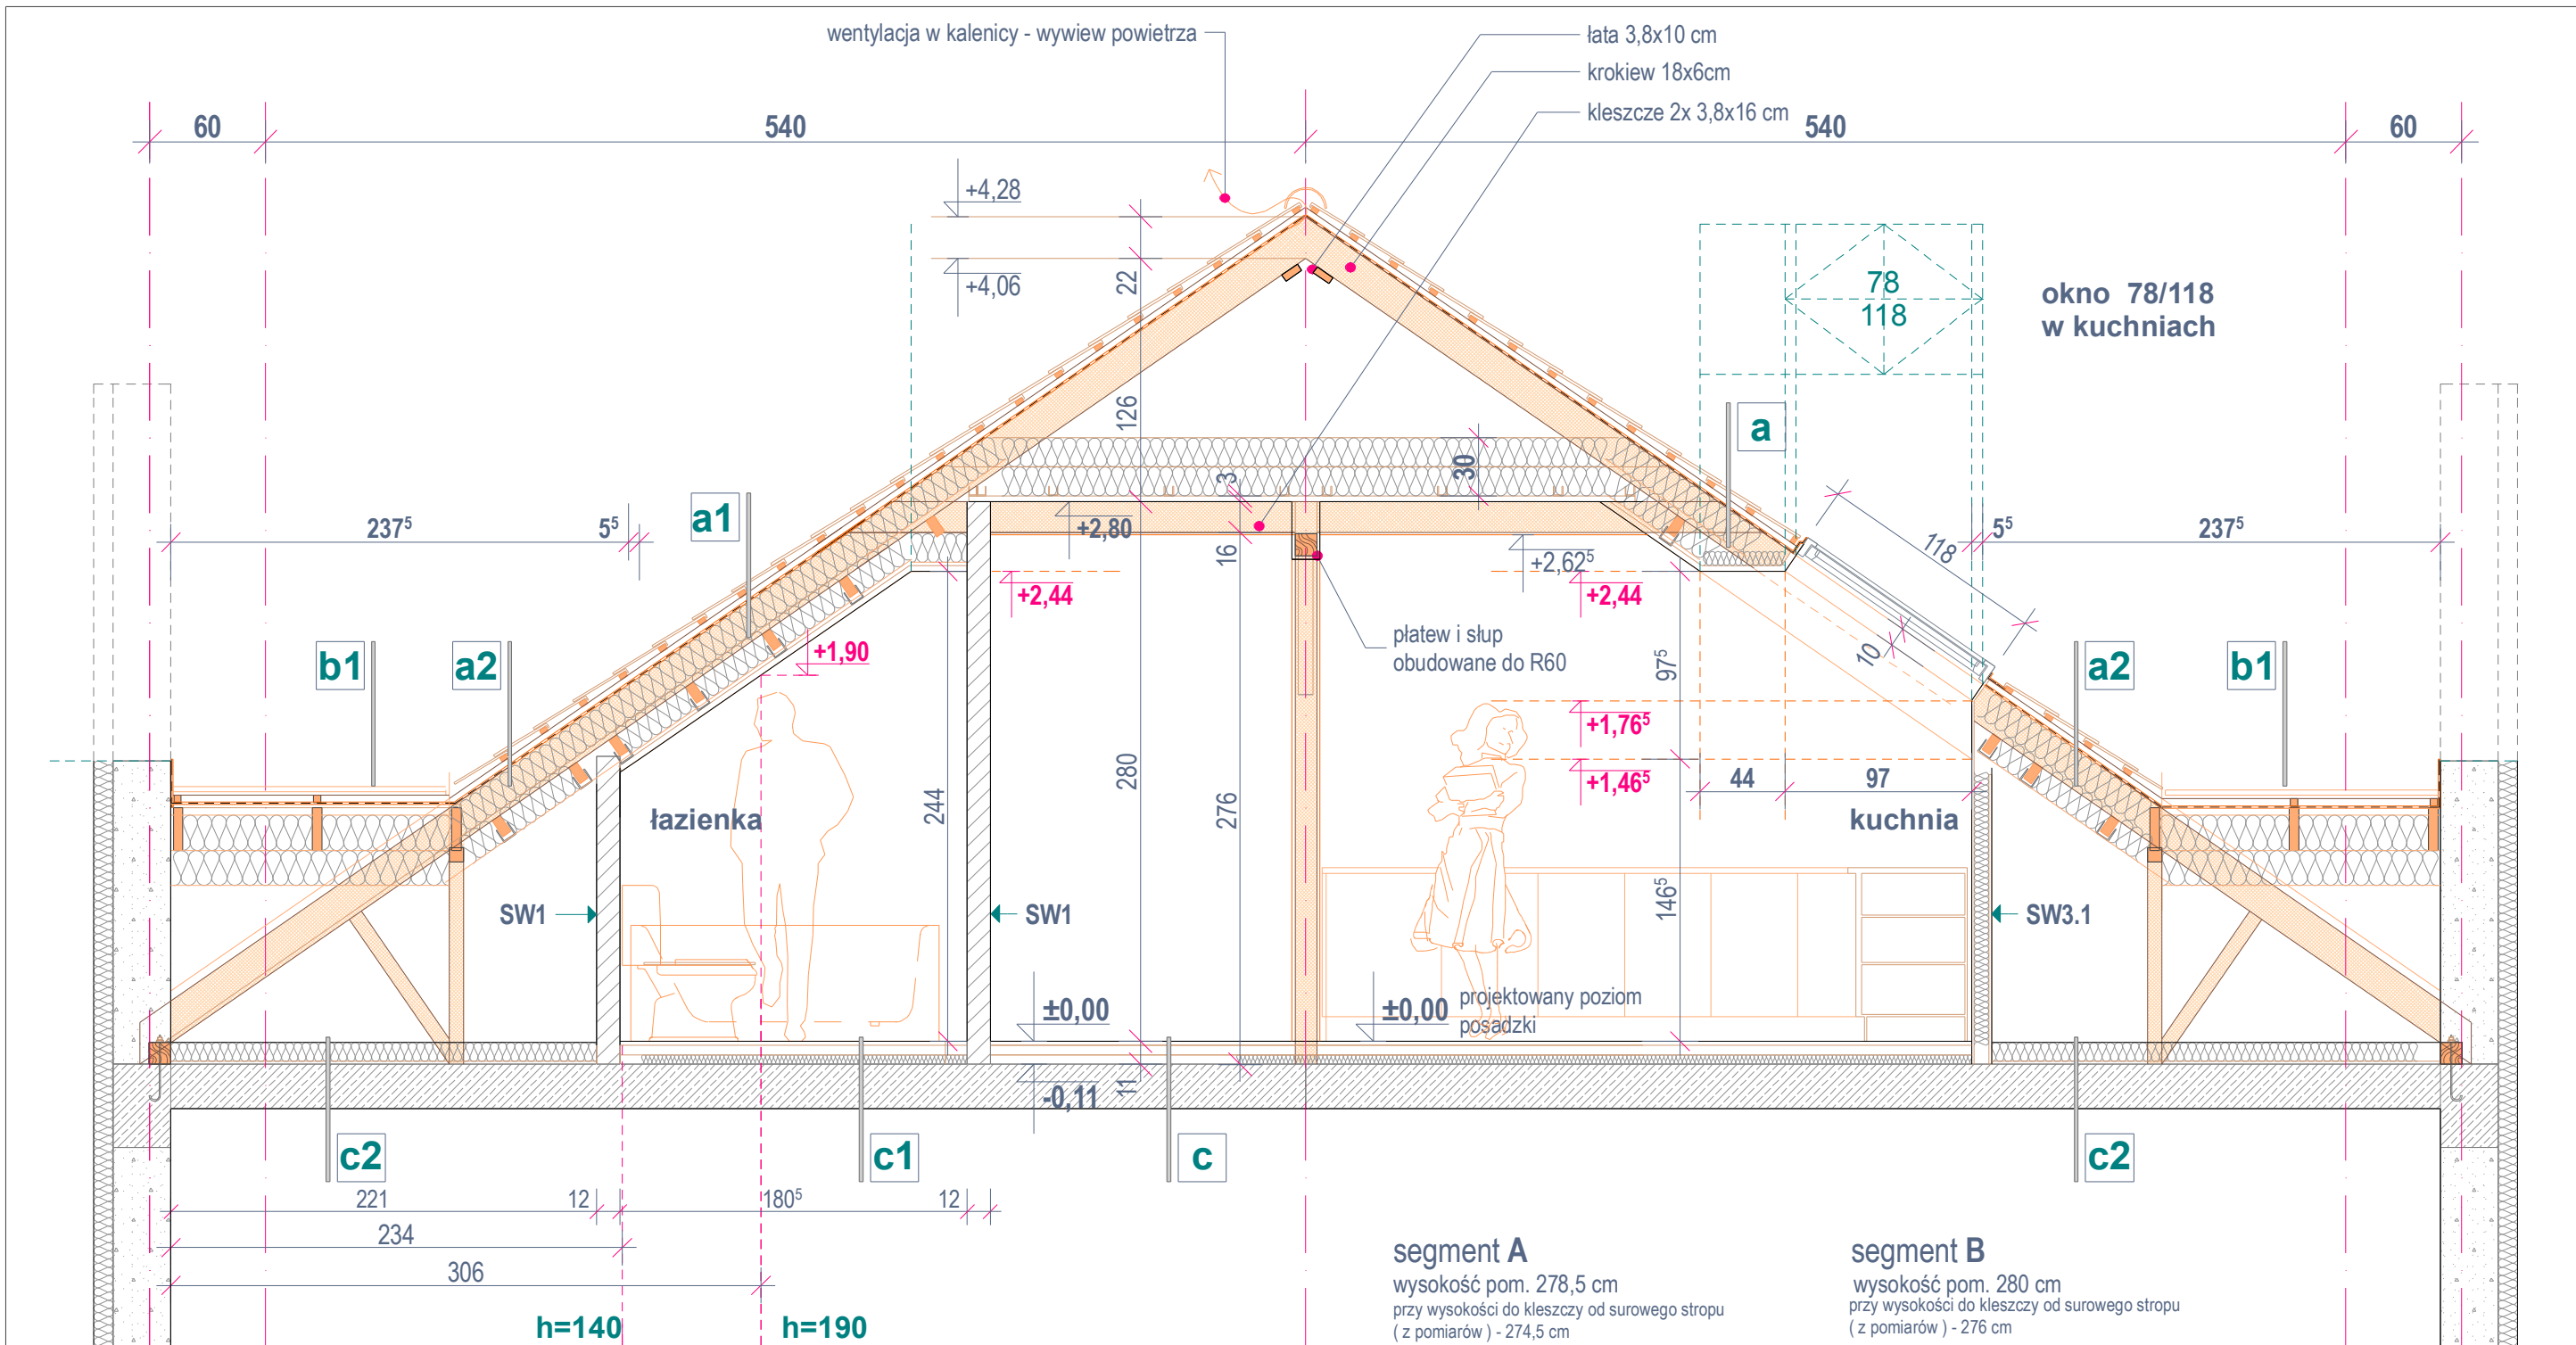 wentylacja w kalenicy - wywiew powietrza
łata 3,8x10 cm
krokiew 18x6cm
kleszcze 2x 3,8x16 cm
60
540
540
60
+4,28
+4,06
22
126
78
118
okno 78/118
w kuchniach
a
30
3
a1
237⁵
5⁵
+2,80
16
+2,62⁵
118
5⁵
237⁵
+2,44
+2,44
płatew i słup
obudowane do R60
+1,90
97⁵
10
b1
a2
a2
b1
+1,76⁵
+1,46⁵
44
97
łazienka
244
280
276
kuchnia
146⁵
SW1
SW1
SW3.1
±0,00
±0,00
projektowany poziom
posadzki
-0,11
11
c2
c1
c
c2
221
12
180⁵
12
234
306
h=140
h=190
segment A
wysokość pom. 278,5 cm
przy wysokości do kleszczy od surowego stropu
( z pomiarów ) - 274,5 cm
segment B
wysokość pom. 280 cm
przy wysokości do kleszczy od surowego stropu
( z pomiarów ) - 276 cm